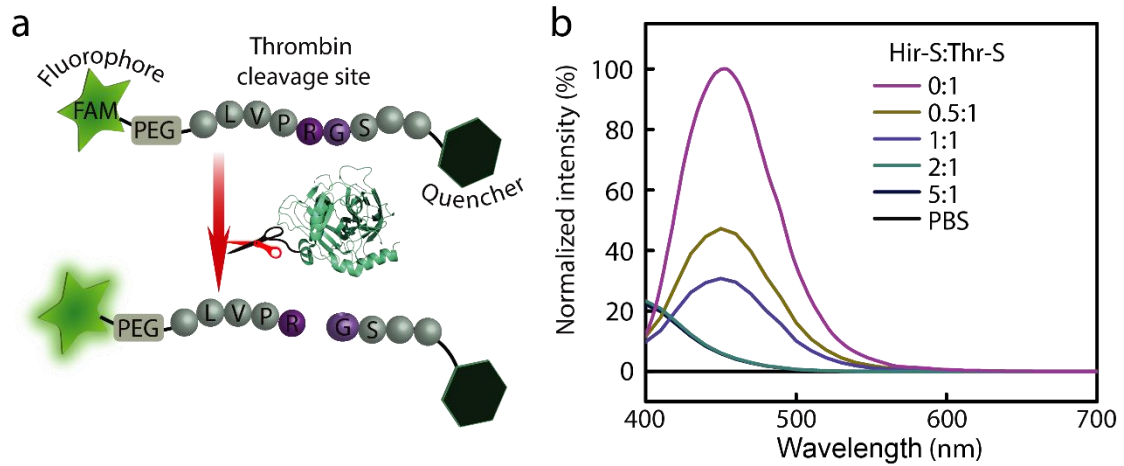 a
Fluorophore
Thrombin
cleavage site
FAM
PEG
L V P R G S
Quencher
PEG
L V P R G S
b
Normalized intensity (%)
100
80
60
40
20
0
400 500 600 700
Wavelength (nm)
Hir-S:Thr-S
0:1
0.5:1
1:1
2:1
5:1
PBS